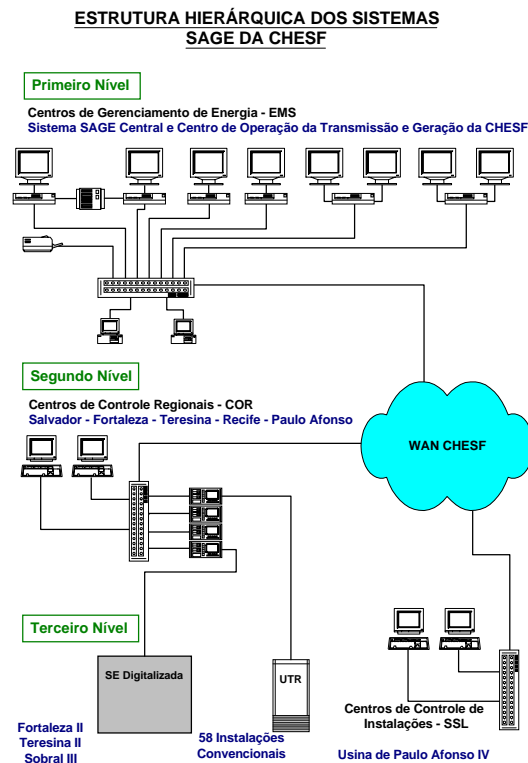 ESTRUTURA HIERÁRQUICA DOS SISTEMAS
SAGE DA CHESF
Primeiro Nível
Centros de Gerenciamento de Energia - EMS
Sistema SAGE Central e Centro de Operação da Transmissão e Geração da CHESF
Segundo Nível
Centros de Controle Regionais - COR
Salvador - Fortaleza - Teresina - Recife - Paulo Afonso
WAN CHESF
Terceiro Nível
SE Digitalizada
UTR
Fortaleza II
Teresina II
Sobral III
58 Instalações
Convencionais
Centros de Controle de
Instalações - SSL
Usina de Paulo Afonso IV